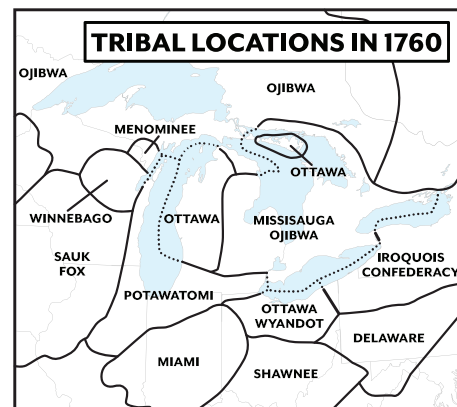 TRIBAL LOCATIONS IN 1760
OJIBWA
OJIBWA
MENOMINEE
OTTAWA
WINNEBAGO
OTTAWA
MISSISAUGA
OJIBWA
SAUK
FOX
IROQUOIS
CONFEDERACY
POTAWATOMI
OTTAWA
WYANDOT
DELAWARE
MIAMI
SHAWNEE